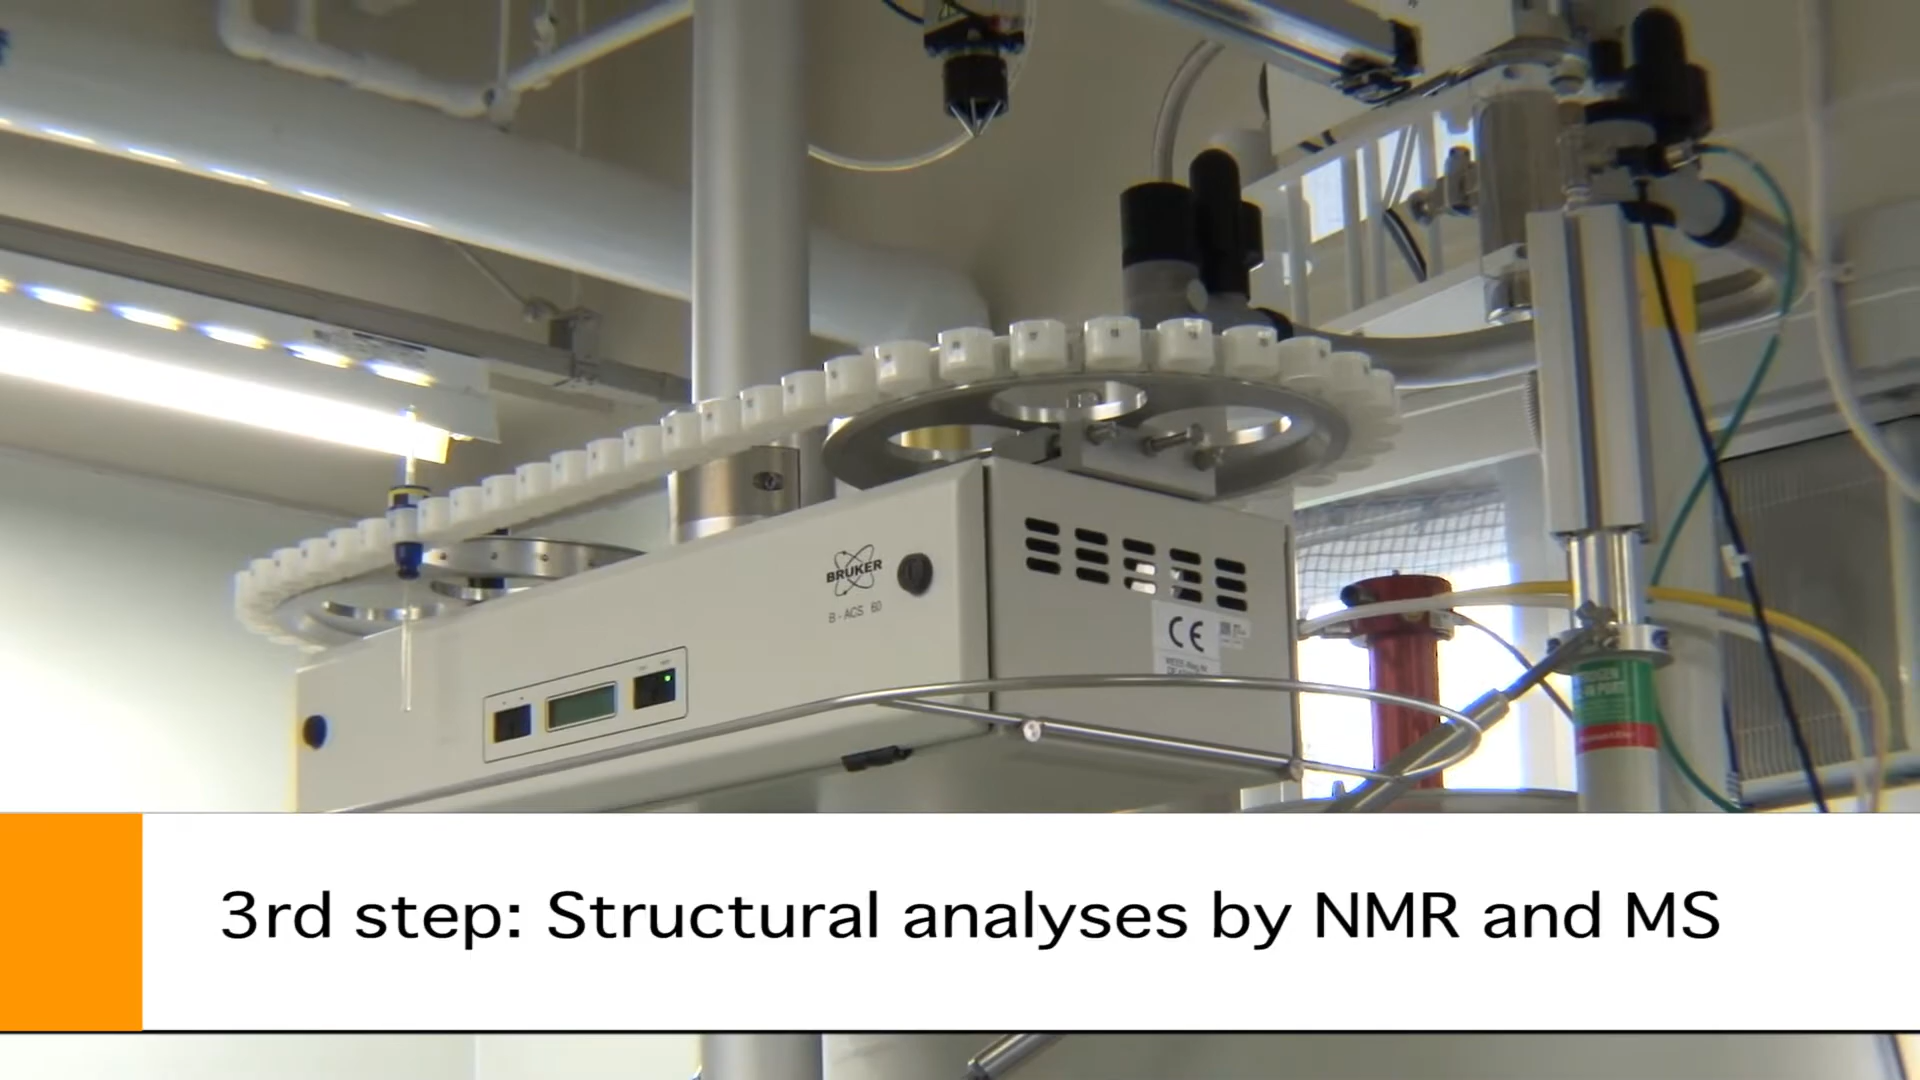 BRUKER
B-ACS 60
CE
3rd step: Structural analyses by NMR and MS